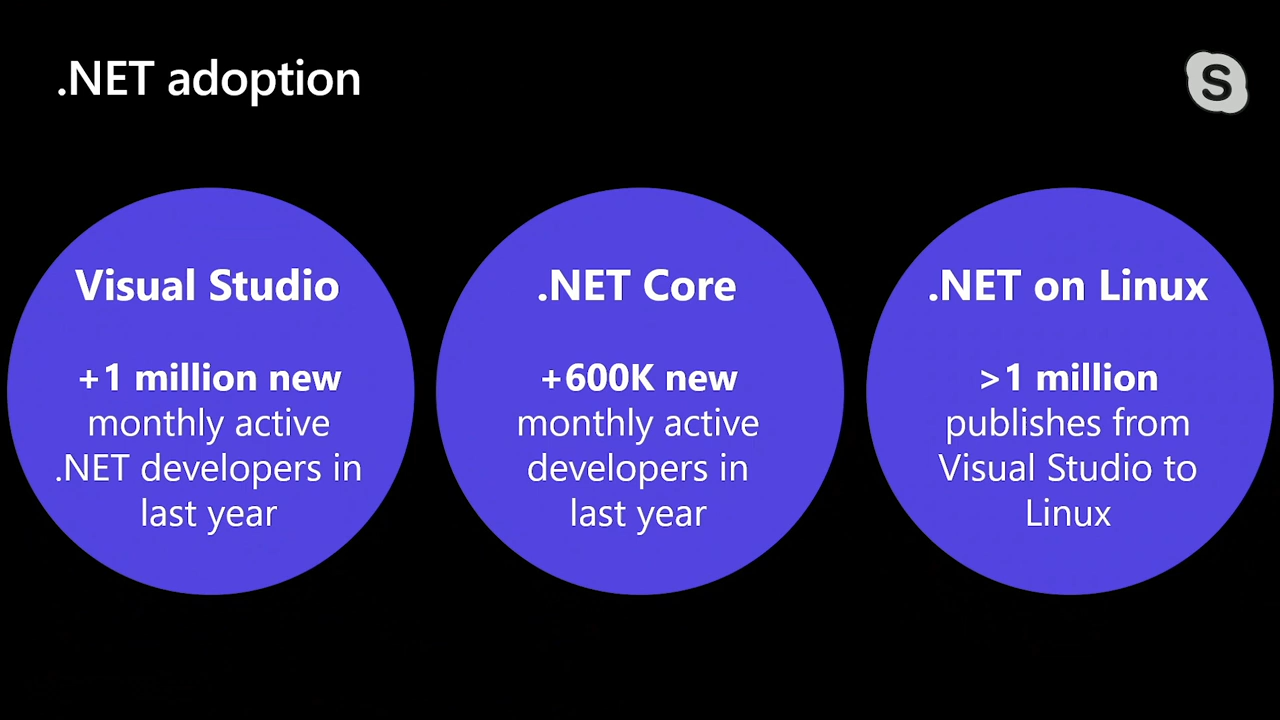 .NET adoption
S
Visual Studio
+1 million new
monthly active
.NET developers in
last year
.NET Core
+600K new
monthly active
developers in
last year
.NET on Linux
>1 million
publishes from
Visual Studio to
Linux